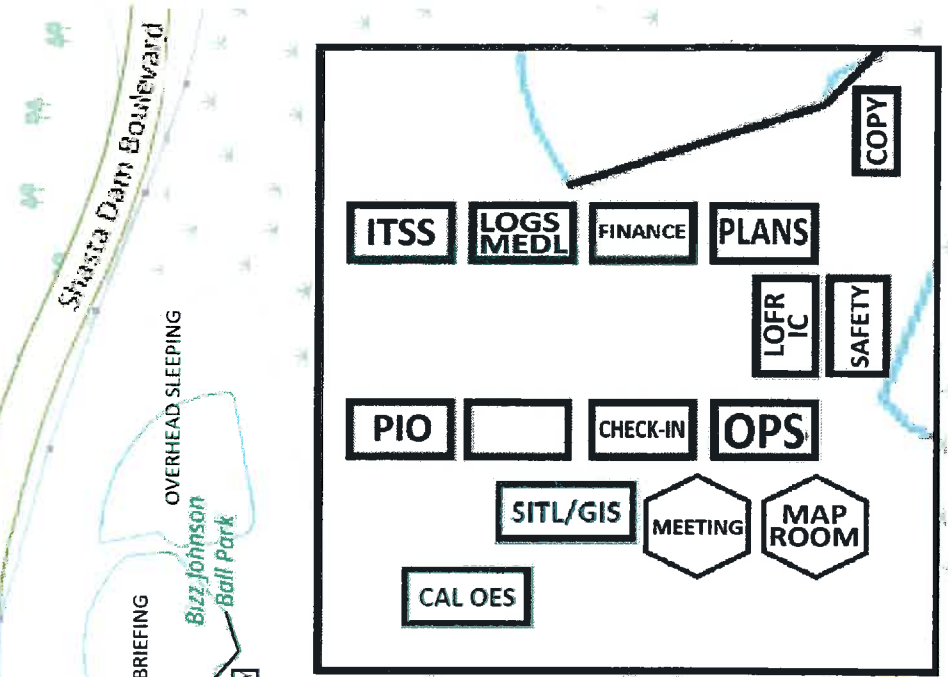 Shasta Dam Boulevard
OVERHEAD SLEEPING
Bizz Johnson
Ball Park
BRIEFING
COPY
ITSS
LOGS
MEDL
FINANCE
PLANS
LOFR
IC
SAFETY
PIO
CHECK-IN
OPS
SITL/GIS
MEETING
MAP
ROOM
CAL OES